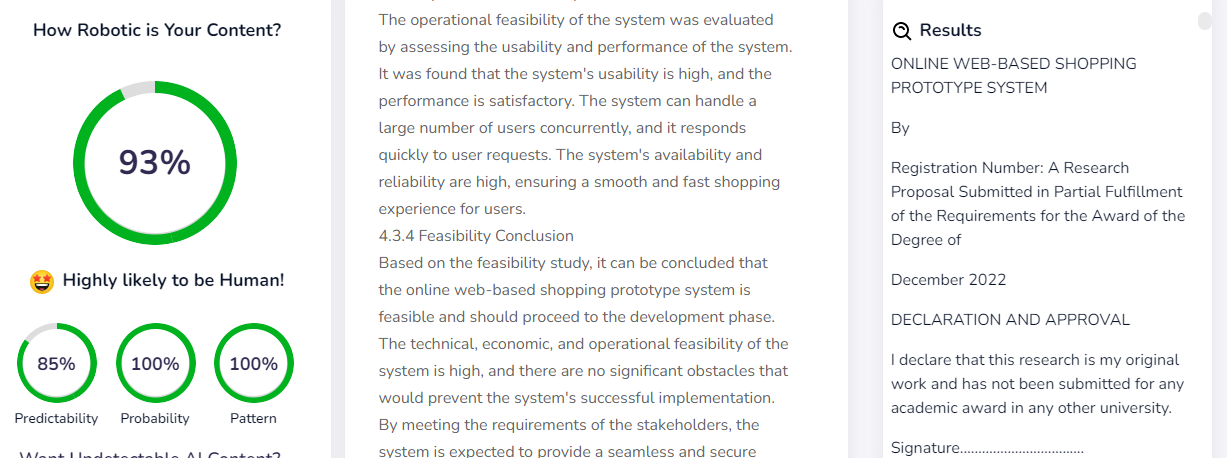 How Robotic is Your Content?
93%
Highly likely to be Human!
85%
100%
100%
Predictability
Probability
Pattern
Want Undetectable AI Content?
The operational feasibility of the system was evaluated
by assessing the usability and performance of the system.
It was found that the system's usability is high, and the
performance is satisfactory. The system can handle a
large number of users concurrently, and it responds
quickly to user requests. The system's availability and
reliability are high, ensuring a smooth and fast shopping
experience for users.
4.3.4 Feasibility Conclusion
Based on the feasibility study, it can be concluded that
the online web-based shopping prototype system is
feasible and should proceed to the development phase.
The technical, economic, and operational feasibility of the
system is high, and there are no significant obstacles that
would prevent the system's successful implementation.
By meeting the requirements of the stakeholders, the
system is expected to provide a seamless and secure
Results
ONLINE WEB-BASED SHOPPING
PROTOTYPE SYSTEM
By
Registration Number: A Research
Proposal Submitted in Partial Fulfillment
of the Requirements for the Award of the
Degree of
December 2022
DECLARATION AND APPROVAL
I declare that this research is my original
work and has not been submitted for any
academic award in any other university.
Signature..................................